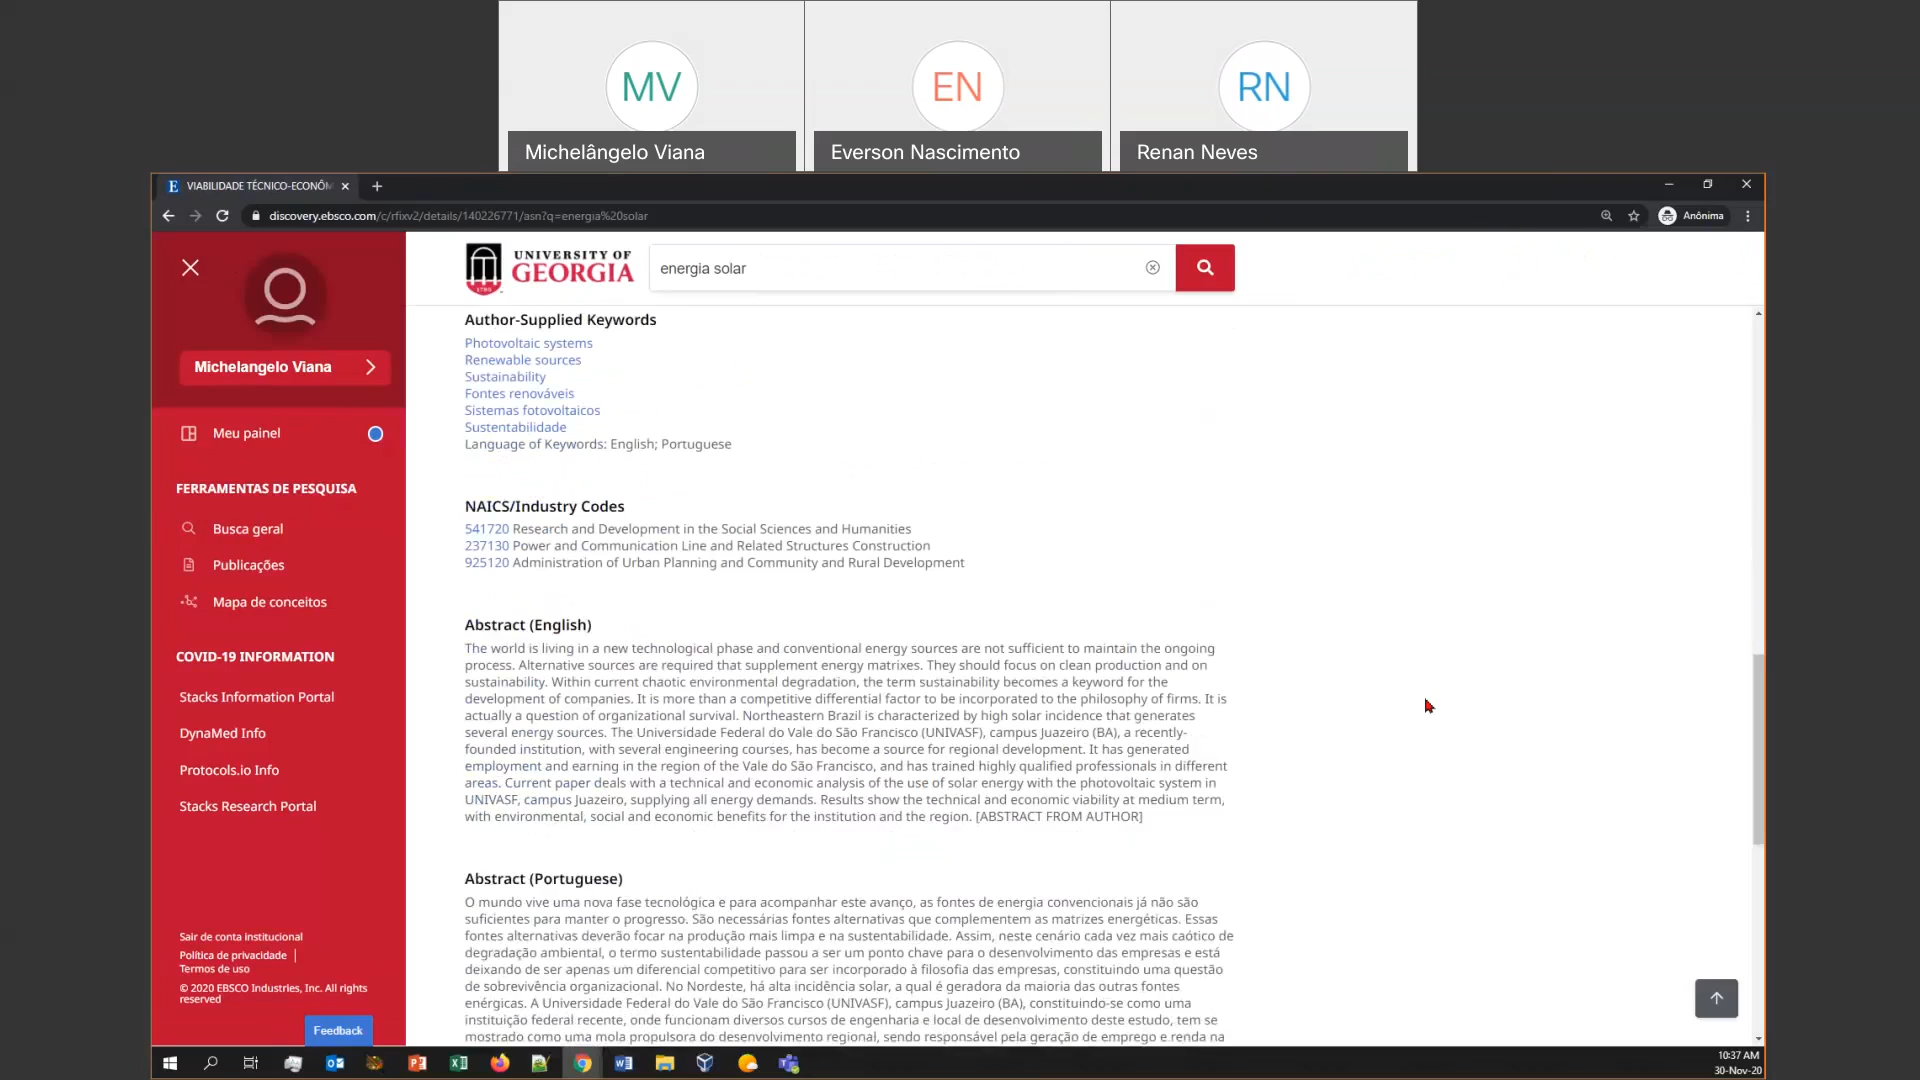 MV
EN
RN
Michelângelo Viana
Everson Nascimento
Renan Neves
VIABILIDADE TÉCNICO-ECONÔM
discovery.ebsco.com/c/rfixv2/details/140226771/asn?q=energia%20solar
Anônima
UNIVERSITY OF
GEORGIA
1785
energia solar
Michelangelo Viana
Meu painel
FERRAMENTAS DE PESQUISA
Busca geral
Publicações
Mapa de conceitos
COVID-19 INFORMATION
Stacks Information Portal
DynaMed Info
Protocols.io Info
Stacks Research Portal
Sair de conta institucional
Política de privacidade
Termos de uso
© 2020 EBSCO Industries, Inc. All rights
reserved
Feedback
Author-Supplied Keywords
Photovoltaic systems
Renewable sources
Sustainability
Fontes renováveis
Sistemas fotovoltaicos
Sustentabilidade
Language of Keywords: English; Portuguese
NAICS/Industry Codes
541720 Research and Development in the Social Sciences and Humanities
237130 Power and Communication Line and Related Structures Construction
925120 Administration of Urban Planning and Community and Rural Development
Abstract (English)
The world is living in a new technological phase and conventional energy sources are not sufficient to maintain the ongoing
process. Alternative sources are required that supplement energy matrixes. They should focus on clean production and on
sustainability. Within current chaotic environmental degradation, the term sustainability becomes a keyword for the
development of companies. It is more than a competitive differential factor to be incorporated to the philosophy of firms. It is
actually a question of organizational survival. Northeastern Brazil is characterized by high solar incidence that generates
several energy sources. The Universidade Federal do Vale do São Francisco (UNIVASF), campus Juazeiro (BA), a recently-
founded institution, with several engineering courses, has become a source for regional development. It has generated
employment and earning in the region of the Vale do São Francisco, and has trained highly qualified professionals in different
areas. Current paper deals with a technical and economic analysis of the use of solar energy with the photovoltaic system in
UNIVASF, campus Juazeiro, supplying all energy demands. Results show the technical and economic viability at medium term,
with environmental, social and economic benefits for the institution and the region. [ABSTRACT FROM AUTHOR]
Abstract (Portuguese)
O mundo vive uma nova fase tecnológica e para acompanhar este avanço, as fontes de energia convencionais já não são
suficientes para manter o progresso. São necessárias fontes alternativas que complementem as matrizes energéticas. Essas
fontes alternativas deverão focar na produção mais limpa e na sustentabilidade. Assim, neste cenário cada vez mais caótico de
degradação ambiental, o termo sustentabilidade passou a ser um ponto chave para o desenvolvimento das empresas e está
deixando de ser apenas um diferencial competitivo para ser incorporado à filosofia das empresas, constituindo uma questão
de sobrevivência organizacional. No Nordeste, há alta incidência solar, a qual é geradora da maioria das outras fontes
enérgicas. A Universidade Federal do Vale do São Francisco (UNIVASF), campus Juazeiro (BA), constituindo-se como uma
instituição federal recente, onde funcionam diversos cursos de engenharia e local de desenvolvimento deste estudo, tem se
mostrado como uma mola propulsora do desenvolvimento regional, sendo responsável pela geração de emprego e renda na
10:37 AM
30-Nov-20